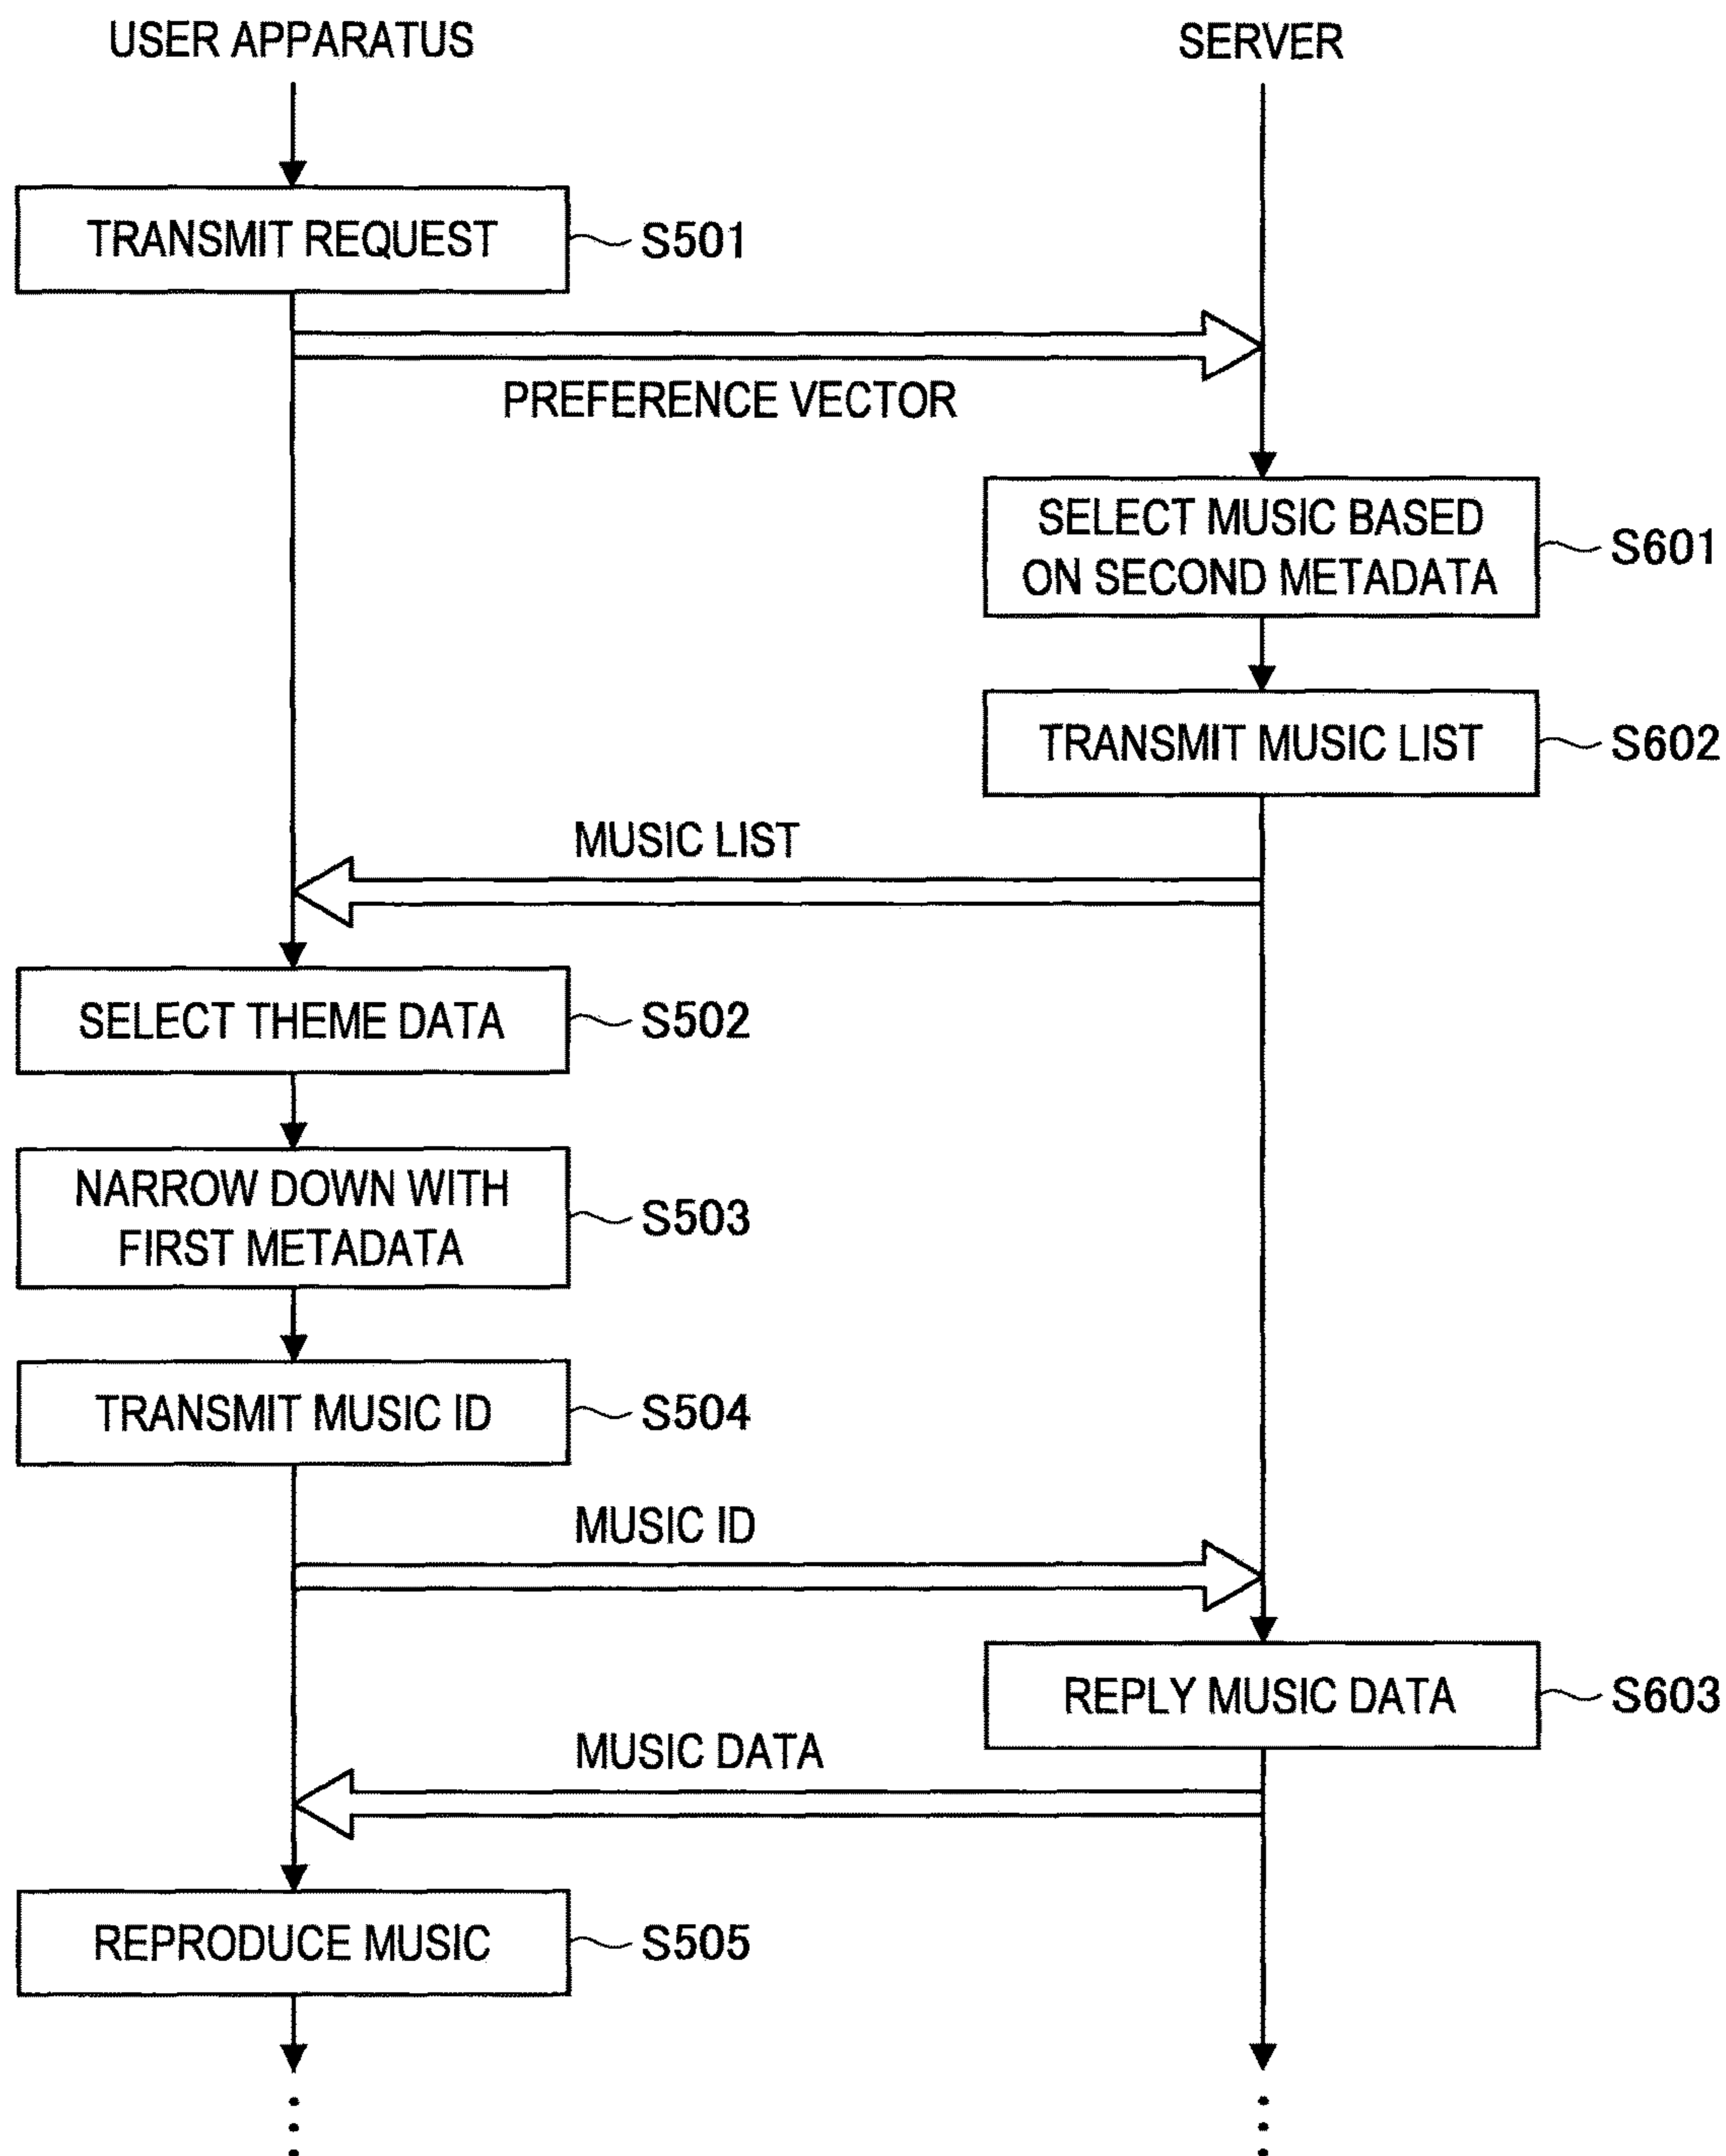 USER APPARATUS
SERVER
TRANSMIT REQUEST
S501
PREFERENCE VECTOR
SELECT MUSIC BASED
ON SECOND METADATA
S601
TRANSMIT MUSIC LIST
S602
MUSIC LIST
SELECT THEME DATA
S502
NARROW DOWN WITH
FIRST METADATA
S503
TRANSMIT MUSIC ID
S504
MUSIC ID
REPLY MUSIC DATA
S603
MUSIC DATA
REPRODUCE MUSIC
S505